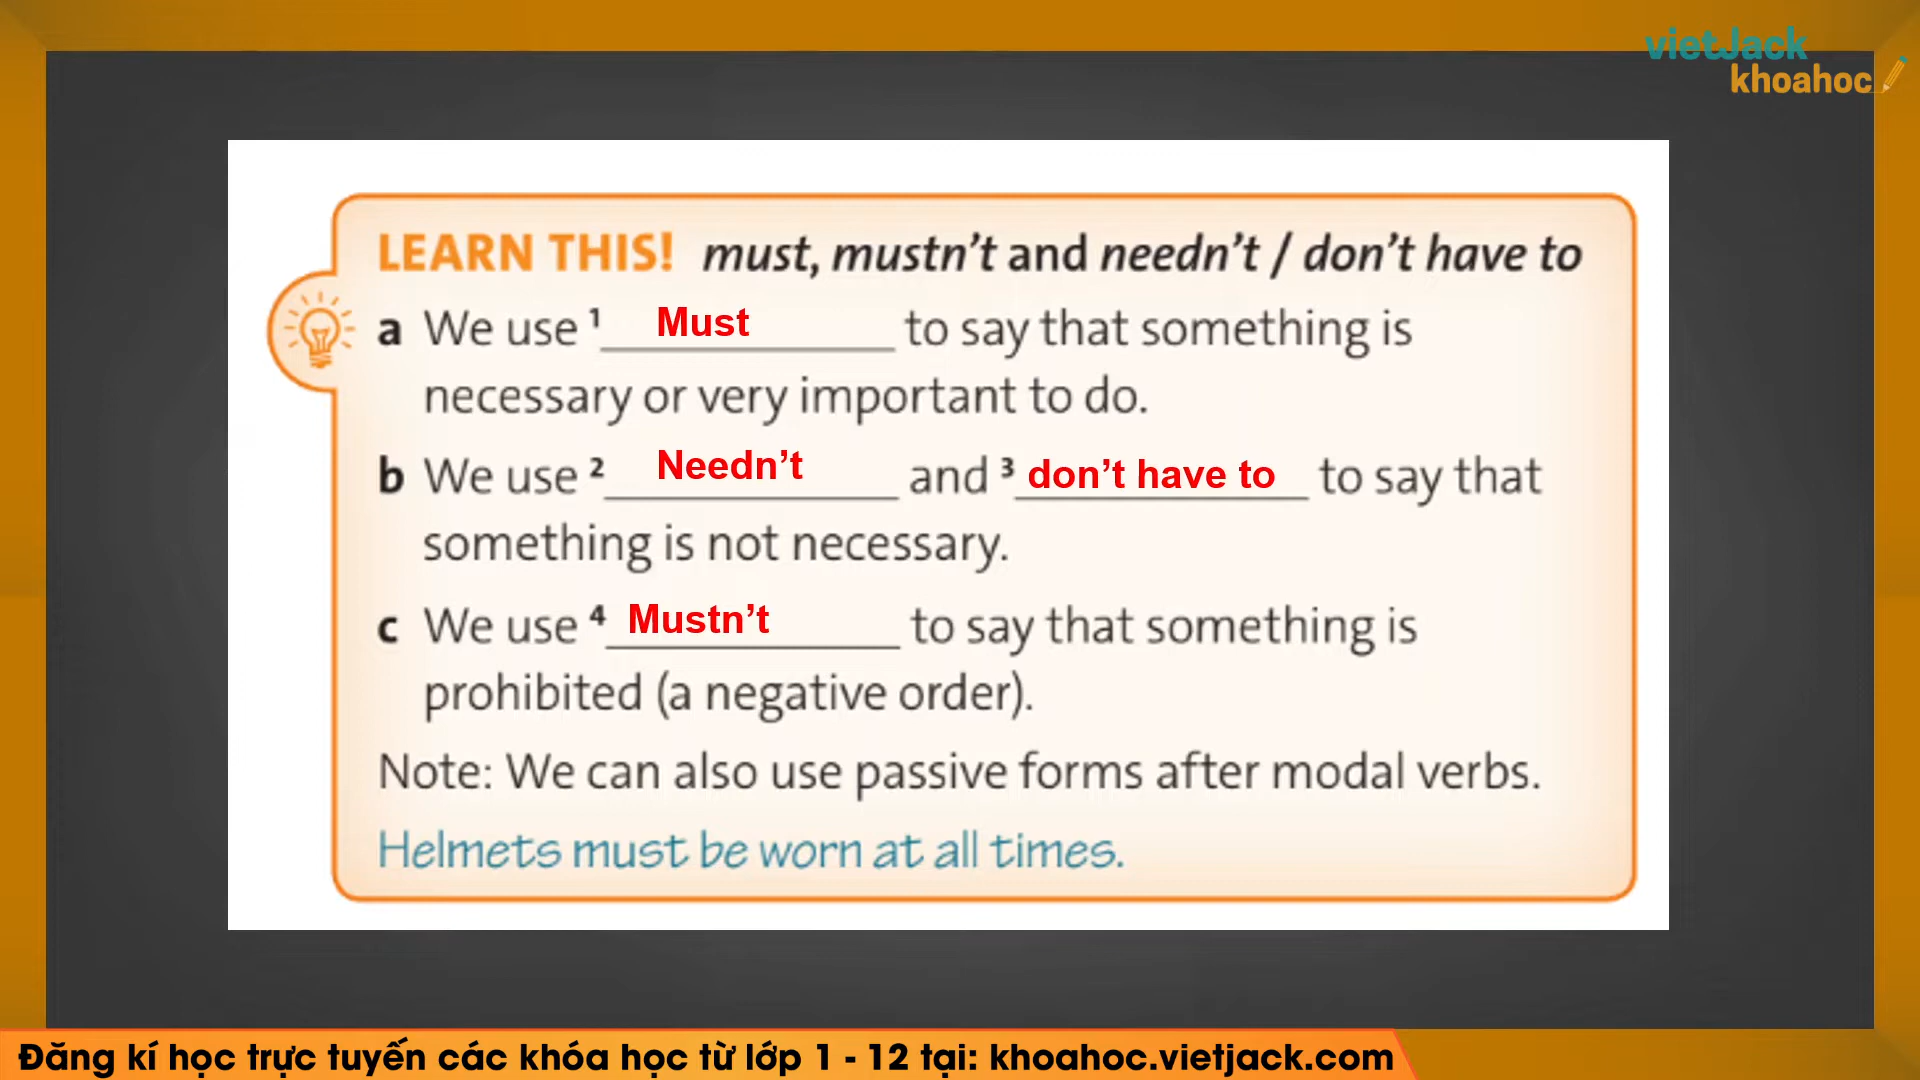 vietJack
khoahoc
LEARN THIS! must, mustn’t and needn’t / don’t have to
a We use ¹ Must to say that something is
necessary or very important to do.
b We use ² Needn’t and ³ don’t have to to say that
something is not necessary.
c We use ⁴ Mustn’t to say that something is
prohibited (a negative order).
Note: We can also use passive forms after modal verbs.
Helmets must be worn at all times.
Đăng kí học trực tuyến các khóa học từ lớp 1 - 12 tại: khoahoc.vietjack.com